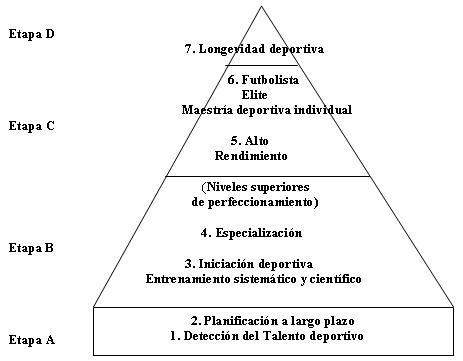 Etapa D
7. Longevidad deportiva
6. Futbolista
Elite
Maestría deportiva individual
Etapa C
5. Alto
Rendimiento
(Niveles superiores
de perfeccionamiento)
4. Especialización
Etapa B
3. Iniciación deportiva
Entrenamiento sistemático y científico
2. Planificación a largo plazo
1. Detección del Talento deportivo
Etapa A